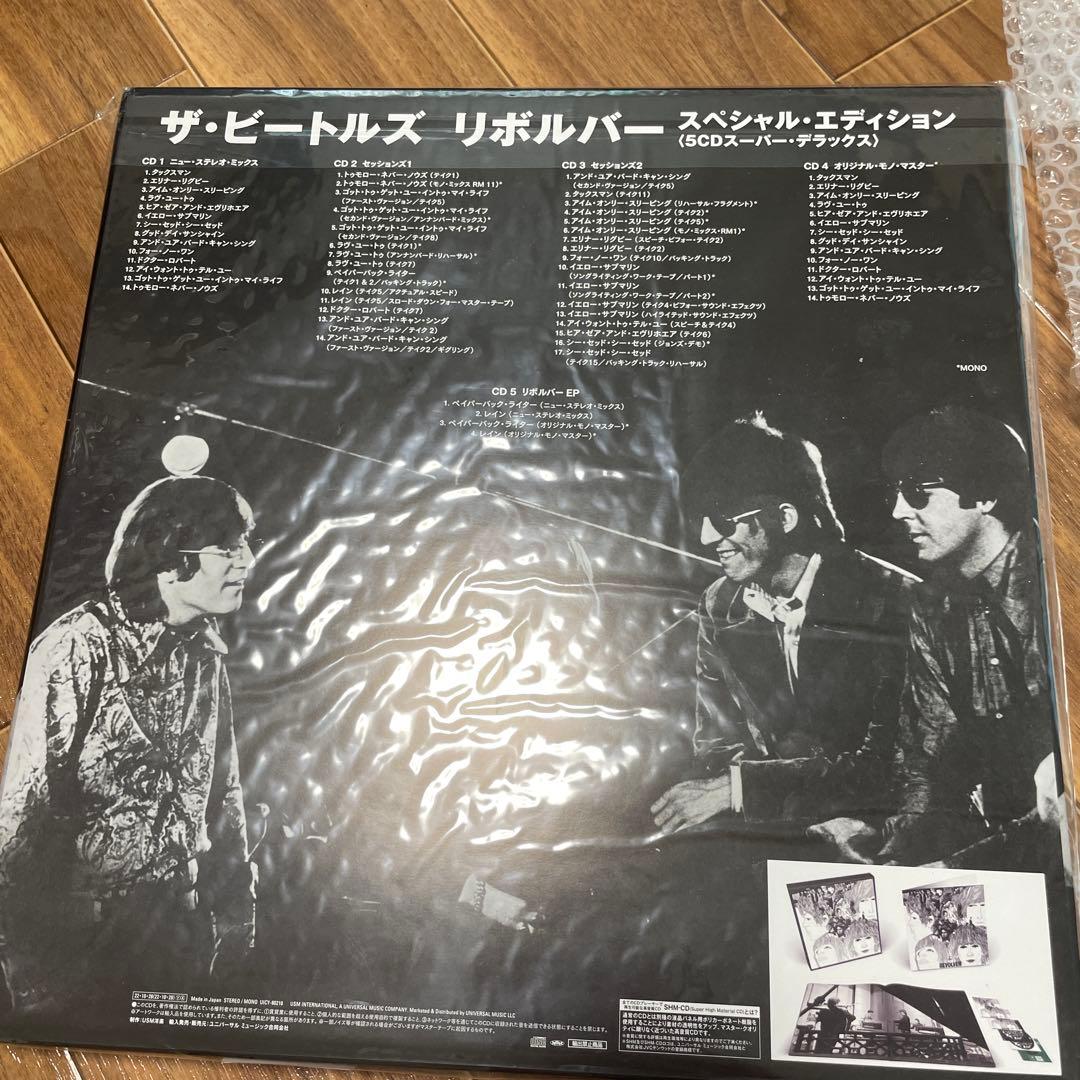 ザ・ビートルズ リボルバー スペシャル・エディション
〈5CDスーパー・デラックス〉
CD 1 ニュー・ステレオ・ミックス
1. タックスマン
2. エリナー・リグビー
3. アイム・オンリー・スリーピング
4. ラヴ・ユー・トゥ
5. ヒア・ゼア・アンド・エヴリホエア
6. イエロー・サブマリン
7. シー・セッド・シー・セッド
8. グッド・デイ・サンシャイン
9. アンド・ユア・バード・キャン・シング
10. フォー・ノー・ワン
11. ドクター・ロバート
12. アイ・ウォント・トゥ・テル・ユー
13. ゴット・トゥ・ゲット・ユー・イントゥ・マイ・ライフ
14. トゥモロー・ネバー・ノウズ
CD 2 セッションズ1
1. トゥモロー・ネバー・ノウズ (テイク1)
2. トゥモロー・ネバー・ノウズ (モノ・ミックス RM 11)*
3. ゴット・トゥ・ゲット・ユー・イントゥ・マイ・ライフ
(ファースト・ヴァージョン/テイク5)
4. ゴット・トゥ・ゲット・ユー・イントゥ・マイ・ライフ
(セカンド・ヴァージョン/アンナンバード・ミックス)*
5. ゴット・トゥ・ゲット・ユー・イントゥ・マイ・ライフ
(セカンド・ヴァージョン/テイク8)
6. ラヴ・ユー・トゥ (テイク1)*
7. ラヴ・ユー・トゥ (アンナンバード・リハーサル)*
8. ラヴ・ユー・トゥ (テイク7)
9. ペイパーバック・ライター
(テイク1 & 2/バッキング・トラック)*
10. レイン (テイク5/アクチュアル・スピード)
11. レイン (テイク5/スロード・ダウン・フォー・マスター・テープ)
12. ドクター・ロバート (テイク7)
13. アンド・ユア・バード・キャン・シング
(ファースト・ヴァージョン/テイク2)
14. アンド・ユア・バード・キャン・シング
(ファースト・ヴァージョン/テイク2/ギグリング)
CD 3 セッションズ2
1. アンド・ユア・バード・キャン・シング
(セカンド・ヴァージョン/テイク5)
2. タックスマン (テイク11)
3. アイム・オンリー・スリーピング (リハーサル・フラグメント)*
4. アイム・オンリー・スリーピング (テイク2)*
5. アイム・オンリー・スリーピング (テイク5)*
6. アイム・オンリー・スリーピング (モノ・ミックス・RM1)*
7. エリナー・リグビー (スピーチ・ビフォー・テイク2)
8. エリナー・リグビー (テイク2)
9. フォー・ノー・ワン (テイク10/バッキング・トラック)
10. イエロー・サブマリン
(ソングライティング・ワーク・テープ/パート1)*
11. イエロー・サブマリン
(ソングライティング・ワーク・テープ/パート2)*
12. イエロー・サブマリン (テイク4・ビフォー・サウンド・エフェクツ)
13. イエロー・サブマリン (ハイライテッド・サウンド・エフェクツ)
14. アイ・ウォント・トゥ・テル・ユー (スピーチ&テイク4)
15. ヒア・ゼア・アンド・エヴリホエア (テイク6)
16. シー・セッド・シー・セッド (ジョンズ・デモ)*
17. シー・セッド・シー・セッド
(テイク15/バッキング・トラック・リハーサル)
CD 4 オリジナル・モノ・マスター*
1. タックスマン
2. エリナー・リグビー
3. アイム・オンリー・スリーピング
4. ラヴ・ユー・トゥ
5. ヒア・ゼア・アンド・エヴリホエア
6. イエロー・サブマリン
7. シー・セッド・シー・セッド
8. グッド・デイ・サンシャイン
9. アンド・ユア・バード・キャン・シング
10. フォー・ノー・ワン
11. ドクター・ロバート
12. アイ・ウォント・トゥ・テル・ユー
13. ゴット・トゥ・ゲット・ユー・イントゥ・マイ・ライフ
14. トゥモロー・ネバー・ノウズ
*MONO
CD 5 リボルバー EP
1. ペイパーバック・ライター (ニュー・ステレオ・ミックス)
2. レイン (ニュー・ステレオ・ミックス)
3. ペイパーバック・ライター (オリジナル・モノ・マスター)*
4. レイン (オリジナル・モノ・マスター)*
REVOLVER
Made in Japan STEREO / MONO UICY-80210 USM INTERNATIONAL, A UNIVERSAL MUSIC COMPANY. Marketed & Distributed by UNIVERSAL MUSIC LLC
制作:USM洋楽 輸入発売・販売元:ユニバーサル ミュージック合同会社
輸出禁止商品
SHM-CD (Super High Material CD)とは?